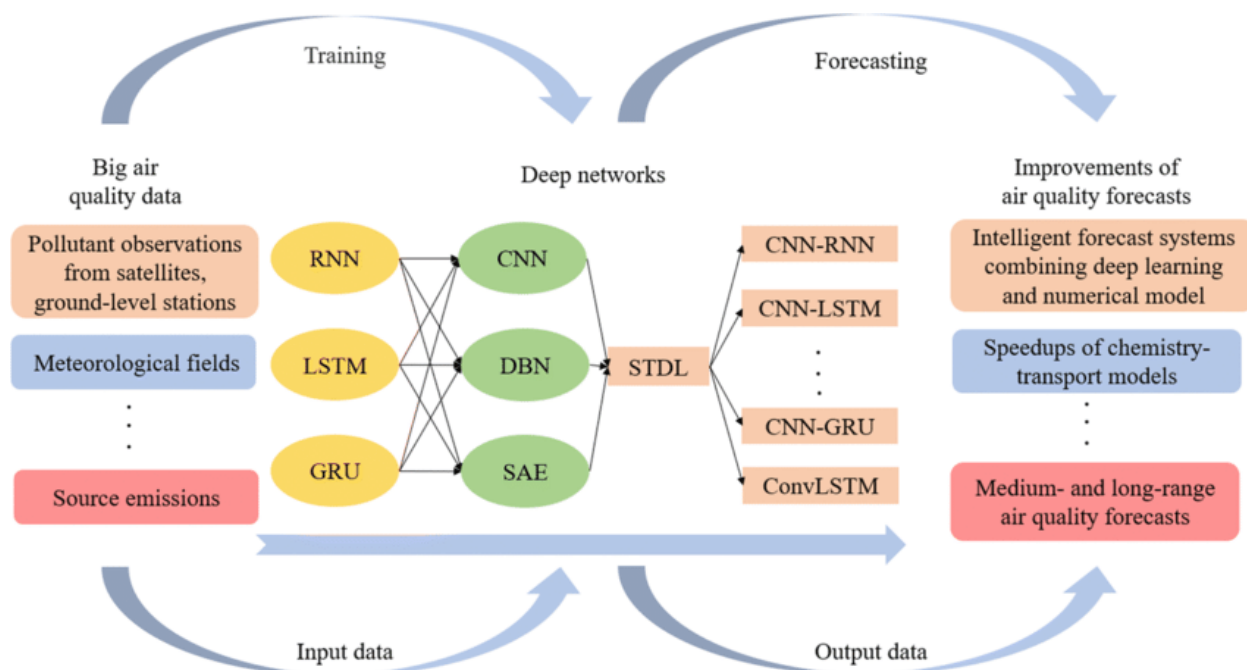 Training
Forecasting
Big air
quality data
Deep networks
Improvements of
air quality forecasts
Pollutant observations
from satellites,
ground-level stations
Meteorological fields
Source emissions
RNN
LSTM
GRU
CNN
DBN
SAE
STDL
CNN-RNN
CNN-LSTM
CNN-GRU
ConvLSTM
Intelligent forecast systems
combining deep learning
and numerical model
Speedups of chemistry-
transport models
Medium- and long-range
air quality forecasts
Input data
Output data